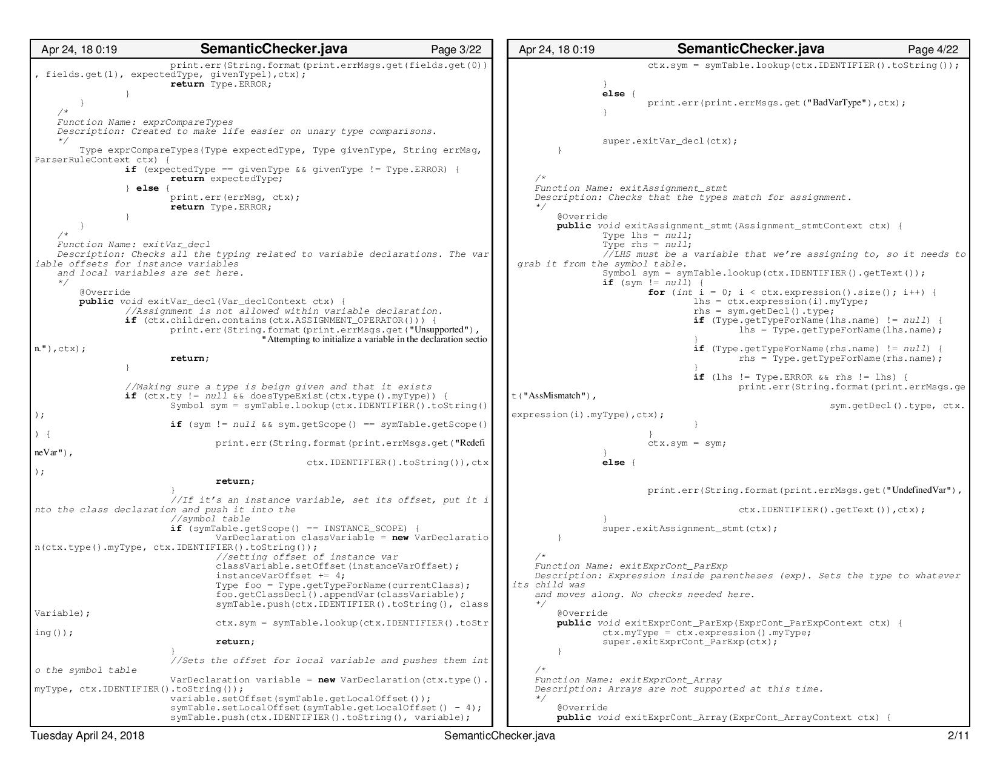 Apr 24, 18 0:19 SemanticChecker.java Page 3/22
print.err(String.format(print.errMsgs.get(fields.get(0))
, fields.get(1), expectedType, givenType1),ctx);
return Type.ERROR;
}
}
/*
Function Name: exprCompareTypes
Description: Created to make life easier on unary type comparisons.
*/
Type exprCompareTypes(Type expectedType, Type givenType, String errMsg,
ParserRuleContext ctx) {
if (expectedType == givenType && givenType != Type.ERROR) {
return expectedType;
} else {
print.err(errMsg, ctx);
return Type.ERROR;
}
}
/*
Function Name: exitVar_decl
Description: Checks all the typing related to variable declarations. The var
iable offsets for instance variables
and local variables are set here.
*/
@Override
public void exitVar_decl(Var_declContext ctx) {
//Assignment is not allowed within variable declaration.
if (ctx.children.contains(ctx.ASSIGNMENT_OPERATOR())) {
print.err(String.format(print.errMsgs.get("Unsupported"),
"Attempting to initialize a variable in the declaration sectio
n."),ctx);
return;
}
//Making sure a type is beign given and that it exists
if (ctx.ty != null && doesTypeExist(ctx.type().myType)) {
Symbol sym = symTable.lookup(ctx.IDENTIFIER().toString()
);
if (sym != null && sym.getScope() == symTable.getScope()
) {
print.err(String.format(print.errMsgs.get("Redefi
neVar"),
ctx.IDENTIFIER().toString()),ctx
);
return;
}
//If it's an instance variable, set its offset, put it i
nto the class declaration and push it into the
//symbol table
if (symTable.getScope() == INSTANCE_SCOPE) {
VarDeclaration classVariable = new VarDeclaratio
n(ctx.type().myType, ctx.IDENTIFIER().toString());
//setting offset of instance var
classVariable.setOffset(instanceVarOffset);
instanceVarOffset += 4;
Type foo = Type.getTypeForName(currentClass);
foo.getClassDecl().appendVar(classVariable);
symTable.push(ctx.IDENTIFIER().toString(), class
Variable);
ctx.sym = symTable.lookup(ctx.IDENTIFIER().toStr
ing());
return;
}
//Sets the offset for local variable and pushes them int
o the symbol table
VarDeclaration variable = new VarDeclaration(ctx.type().
myType, ctx.IDENTIFIER().toString());
variable.setOffset(symTable.getLocalOffset());
symTable.setLocalOffset(symTable.getLocalOffset() - 4);
symTable.push(ctx.IDENTIFIER().toString(), variable);
Apr 24, 18 0:19 SemanticChecker.java Page 4/22
ctx.sym = symTable.lookup(ctx.IDENTIFIER().toString());
}
else {
print.err(print.errMsgs.get("BadVarType"),ctx);
}
super.exitVar_decl(ctx);
}
/*
Function Name: exitAssignment_stmt
Description: Checks that the types match for assignment.
*/
@Override
public void exitAssignment_stmt(Assignment_stmtContext ctx) {
Type lhs = null;
Type rhs = null;
//LHS must be a variable that we're assigning to, so it needs to
grab it from the symbol table.
Symbol sym = symTable.lookup(ctx.IDENTIFIER().getText());
if (sym != null) {
for (int i = 0; i < ctx.expression().size(); i++) {
lhs = ctx.expression(i).myType;
rhs = sym.getDecl().type;
if (Type.getTypeForName(lhs.name) != null) {
lhs = Type.getTypeForName(lhs.name);
}
if (Type.getTypeForName(rhs.name) != null) {
rhs = Type.getTypeForName(rhs.name);
}
if (lhs != Type.ERROR && rhs != lhs) {
print.err(String.format(print.errMsgs.ge
t("AssMismatch"),
sym.getDecl().type, ctx.
expression(i).myType),ctx);
}
}
ctx.sym = sym;
}
else {
print.err(String.format(print.errMsgs.get("UndefinedVar"),
ctx.IDENTIFIER().getText()),ctx);
}
super.exitAssignment_stmt(ctx);
}
/*
Function Name: exitExprCont_ParExp
Description: Expression inside parentheses (exp). Sets the type to whatever
its child was
and moves along. No checks needed here.
*/
@Override
public void exitExprCont_ParExp(ExprCont_ParExpContext ctx) {
ctx.myType = ctx.expression().myType;
super.exitExprCont_ParExp(ctx);
}
/*
Function Name: exitExprCont_Array
Description: Arrays are not supported at this time.
*/
@Override
public void exitExprCont_Array(ExprCont_ArrayContext ctx) {
Tuesday April 24, 2018 SemanticChecker.java 2/11